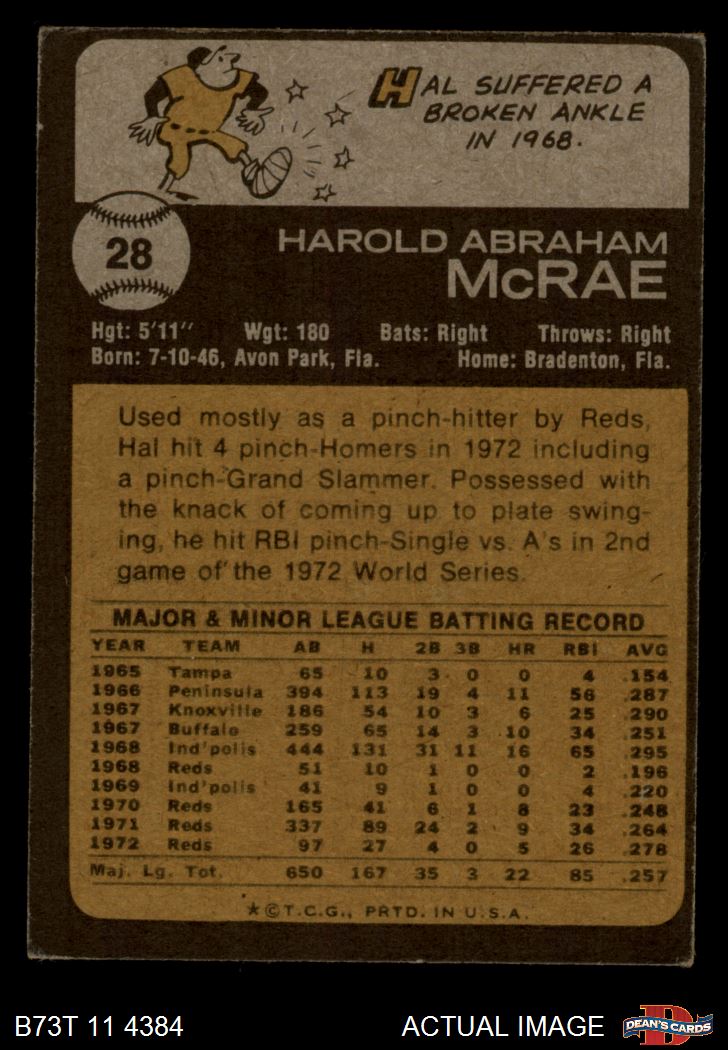 HAL SUFFERED A
BROKEN ANKLE
IN 1968.
28
HAROLD ABRAHAM
McRAE
Hgt: 5'11" Wgt: 180 Bats: Right Throws: Right
Born: 7-10-46, Avon Park, Fla. Home: Bradenton, Fla.
Used mostly as a pinch-hitter by Reds,
Hal hit 4 pinch-Homers in 1972 including
a pinch-Grand Slammer. Possessed with
the knack of coming up to plate swing-
ing, he hit RBI pinch-Single vs. A's in 2nd
game of the 1972 World Series.
MAJOR & MINOR LEAGUE BATTING RECORD
YEAR TEAM AB H 2B 3B HR RBI AVG
1965 Tampa 65 10 3 0 0 4 .154
1966 Peninsula 394 113 19 4 11 56 .287
1967 Knoxville 186 54 10 3 6 25 .290
1967 Buffalo 259 65 14 3 10 34 .251
1968 Ind'polis 444 131 31 11 16 65 .295
1968 Reds 51 10 1 0 0 2 .196
1969 Ind'polis 41 9 1 0 0 4 .220
1970 Reds 165 41 6 1 8 23 .248
1971 Reds 337 89 24 2 9 34 .264
1972 Reds 97 27 4 0 5 26 .278
Maj. Lg. Tot. 650 167 35 3 22 85 .257
★©T.C.G., PRTD. IN U.S.A.
B73T 11 4384 ACTUAL IMAGE
D
DEAN'S CARDS